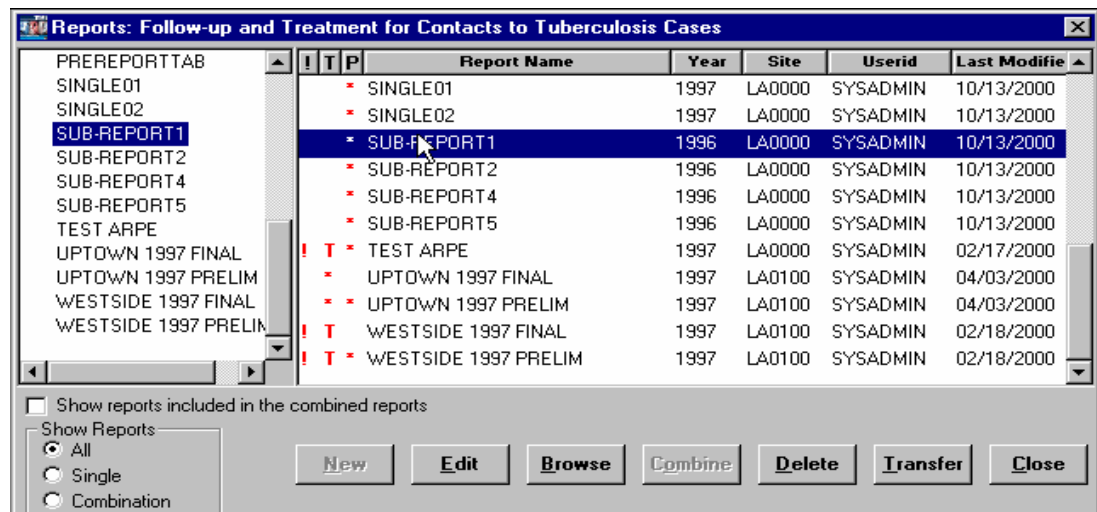 Reports: Follow-up and Treatment for Contacts to Tuberculosis Cases
PREREPORTTAB
SINGLE01
SINGLE02
SUB-REPORT1
SUB-REPORT2
SUB-REPORT4
SUB-REPORT5
TEST ARPE
UPTOWN 1997 FINAL
UPTOWN 1997 PRELIM
WESTSIDE 1997 FINAL
WESTSIDE 1997 PRELIM
! T P Report Name Year Site Userid Last Modifie
* SINGLE01 1997 LA0000 SYSADMIN 10/13/2000
* SINGLE02 1997 LA0000 SYSADMIN 10/13/2000
* SUB-REPORT1 1996 LA0000 SYSADMIN 10/13/2000
* SUB-REPORT2 1996 LA0000 SYSADMIN 10/13/2000
* SUB-REPORT4 1996 LA0000 SYSADMIN 10/13/2000
* SUB-REPORT5 1996 LA0000 SYSADMIN 10/13/2000
! T * TEST ARPE 1997 LA0000 SYSADMIN 02/17/2000
* UPTOWN 1997 FINAL 1997 LA0100 SYSADMIN 04/03/2000
* * UPTOWN 1997 PRELIM 1997 LA0100 SYSADMIN 04/03/2000
! T WESTSIDE 1997 FINAL 1997 LA0100 SYSADMIN 02/18/2000
! T * WESTSIDE 1997 PRELIM 1997 LA0100 SYSADMIN 02/18/2000
Show reports included in the combined reports
Show Reports
All
Single
Combination
New Edit Browse Combine Delete Transfer Close